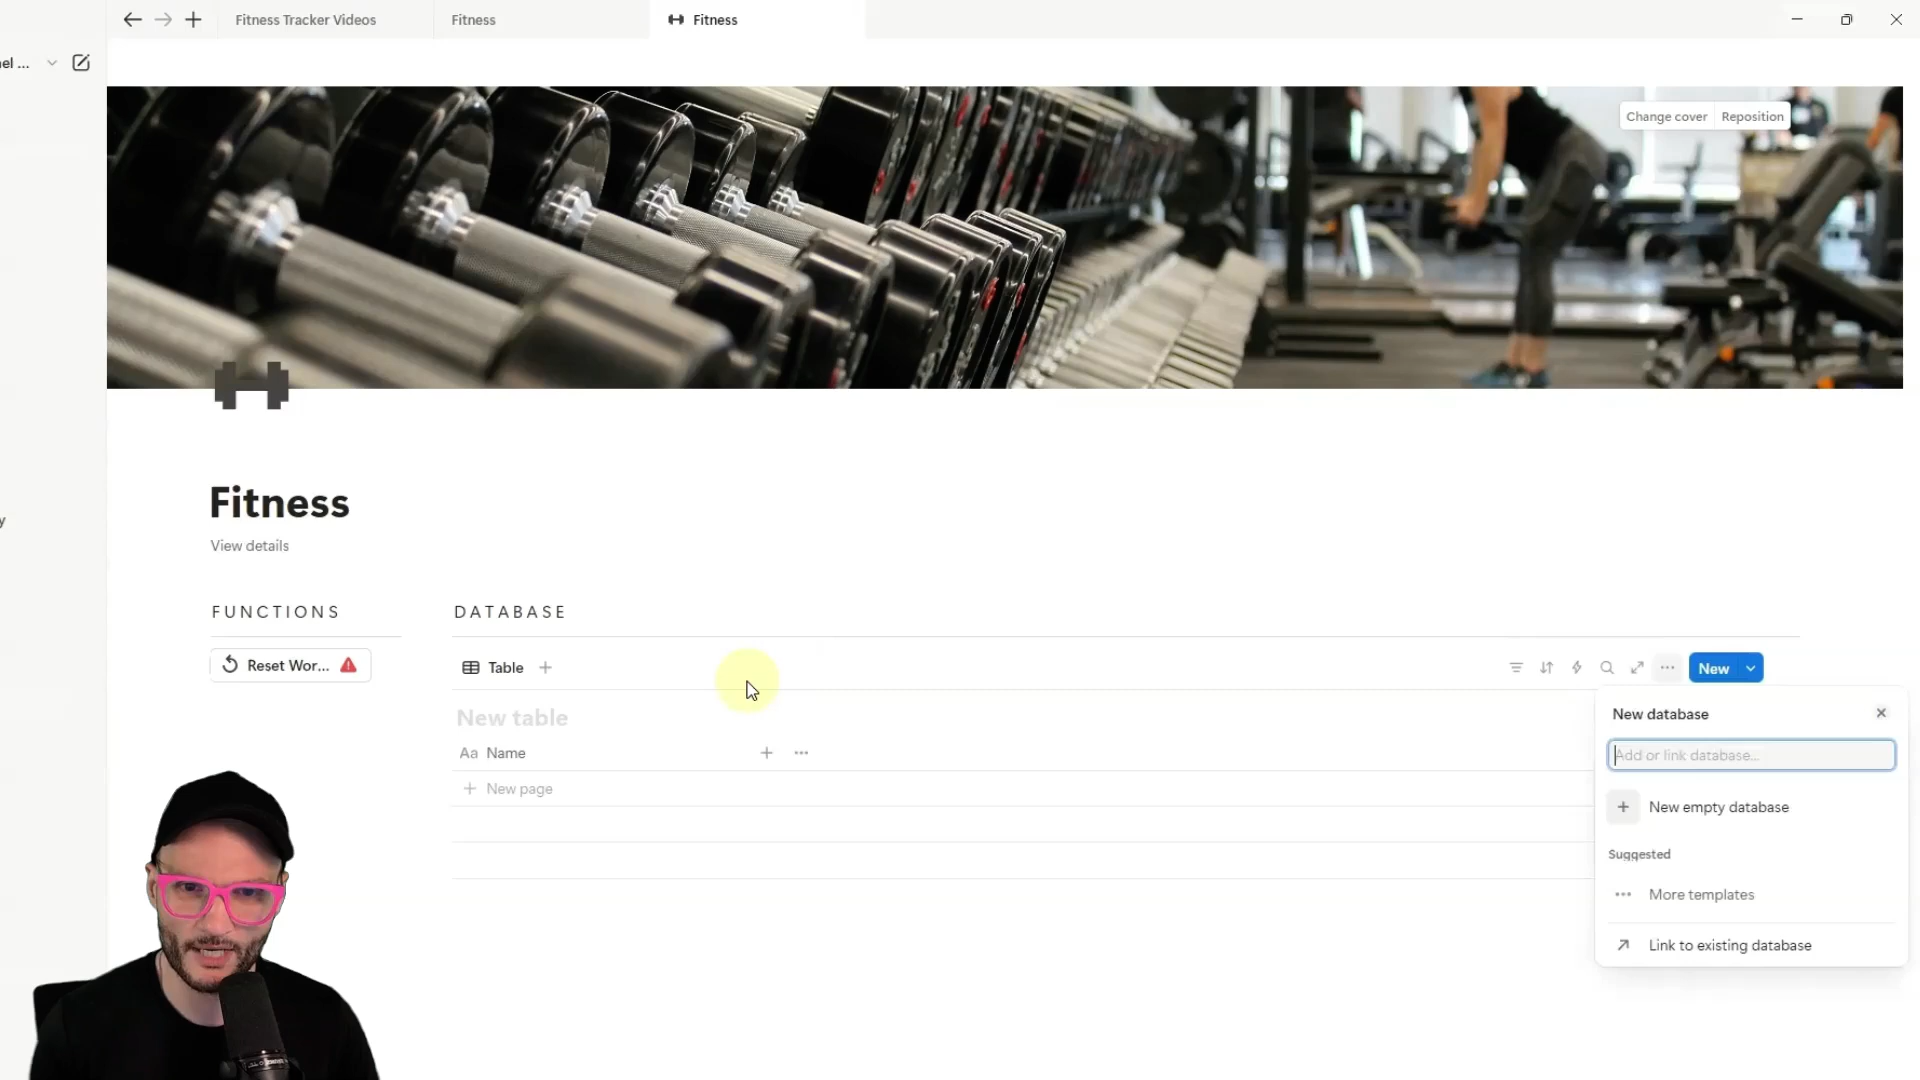 Fitness Tracker Videos
Fitness
Fitness
el ...
Change cover
Reposition
y
Fitness
View details
FUNCTIONS
DATABASE
Reset Wor...
Table
New
New table
Aa Name
New page
New database
Add or link database...
New empty database
Suggested
More templates
Link to existing database